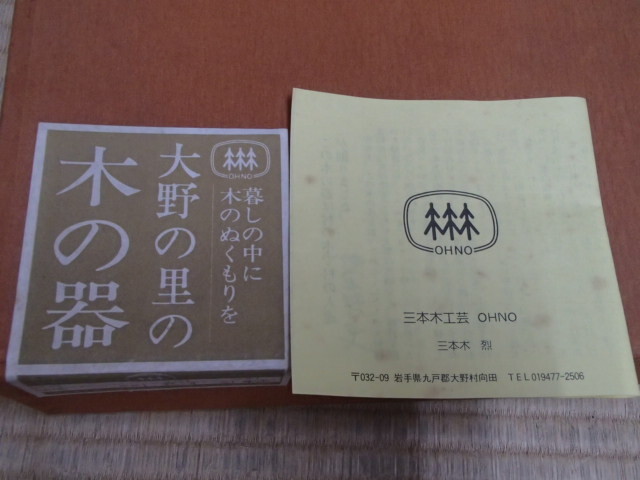 OHNO
暮しの中に
木のぬくもりを
大野の里の
木の器
OHNO
三本木工芸 OHNO
三本木 烈
〒032-09 岩手県九戸郡大野村向田 TEL019477-2506